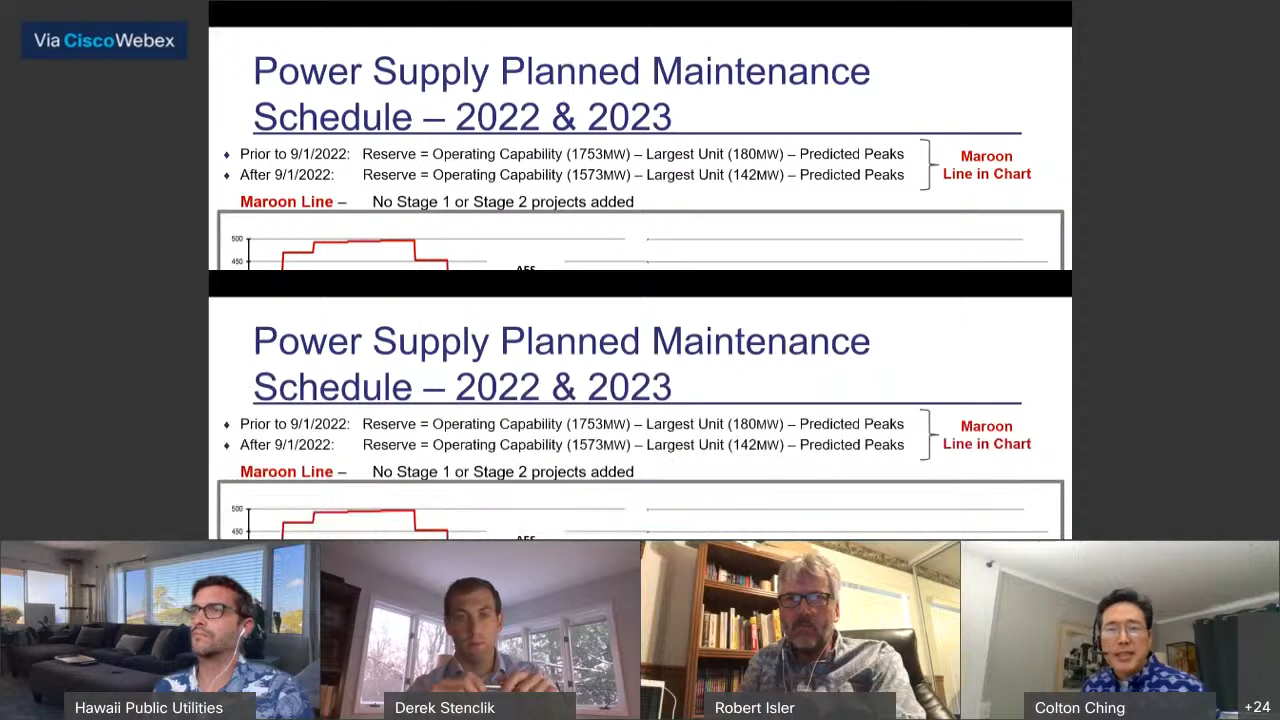 Via Cisco Webex
Power Supply Planned Maintenance
Schedule – 2022 & 2023
♦ Prior to 9/1/2022: Reserve = Operating Capability (1753MW) – Largest Unit (180MW) – Predicted Peaks
♦ After 9/1/2022: Reserve = Operating Capability (1573MW) – Largest Unit (142MW) – Predicted Peaks
Maroon
Line in Chart
Maroon Line – No Stage 1 or Stage 2 projects added
500
450
AES
Power Supply Planned Maintenance
Schedule – 2022 & 2023
♦ Prior to 9/1/2022: Reserve = Operating Capability (1753MW) – Largest Unit (180MW) – Predicted Peaks
♦ After 9/1/2022: Reserve = Operating Capability (1573MW) – Largest Unit (142MW) – Predicted Peaks
Maroon
Line in Chart
Maroon Line – No Stage 1 or Stage 2 projects added
500
450
AES
Hawaii Public Utilities
Derek Stenclik
Robert Isler
Colton Ching
+24